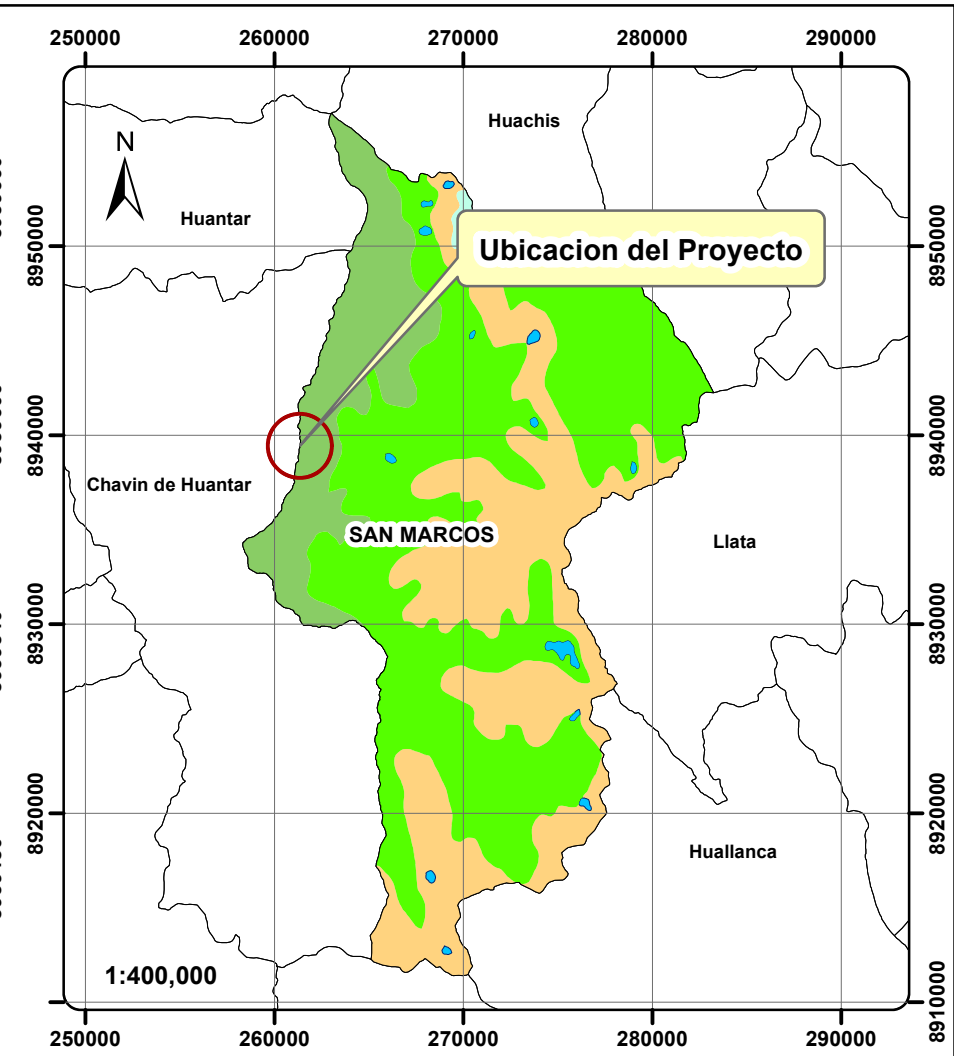 250000 260000 270000 280000 290000
Huachis
N
Huantar
Ubicacion del Proyecto
8950000 8950000
8940000 8940000
Chavin de Huantar
SAN MARCOS
Llata
8930000 8930000
8920000 8920000
Huallanca
1:400,000
8910000
250000 260000 270000 280000 290000